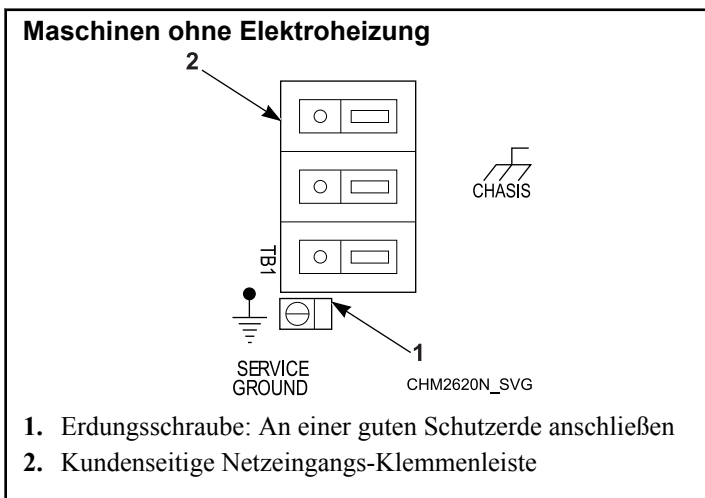 Maschinen ohne Elektroheizung
2
CHASIS
TB1
SERVICE
GROUND
1
CHM2620N_SVG
1. Erdungsschraube: An einer guten Schutzerde anschließen
2. Kundenseitige Netzeingangs-Klemmenleiste